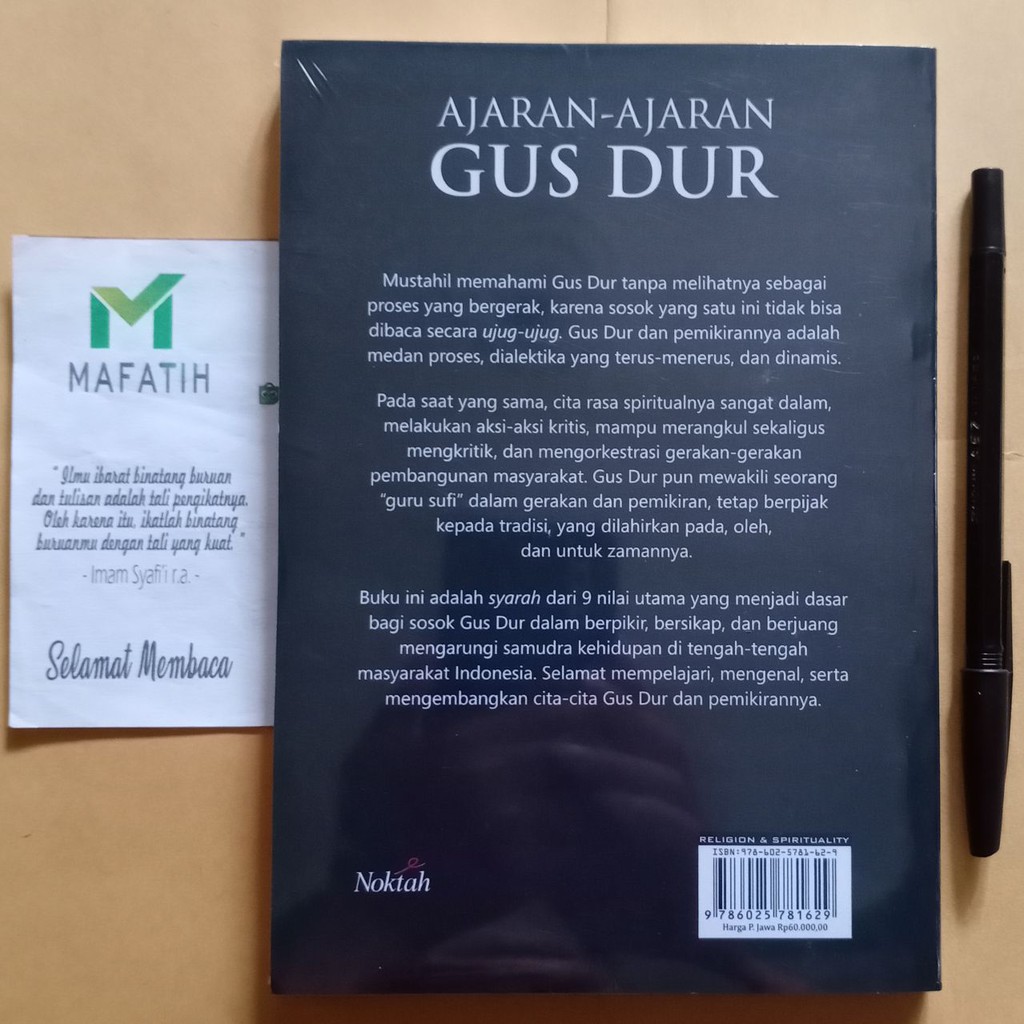 MAFATIH
" Ilmu ibarat binatang buruan
dan tulisan adalah tali pengikatnya.
Oleh karena itu, ikatlah binatang
buruanmu dengan tali yang kuat. "
- Imam Syafi'i r.a. -
Selamat Membaca
AJARAN-AJARAN
GUS DUR
Mustahil memahami Gus Dur tanpa melihatnya sebagai
proses yang bergerak, karena sosok yang satu ini tidak bisa
dibaca secara ujug-ujug. Gus Dur dan pemikirannya adalah
medan proses, dialektika yang terus-menerus, dan dinamis.
Pada saat yang sama, cita rasa spiritualnya sangat dalam,
melakukan aksi-aksi kritis, mampu merangkul sekaligus
mengkritik, dan mengorkestrasi gerakan-gerakan
pembangunan masyarakat. Gus Dur pun mewakili seorang
“guru sufi” dalam gerakan dan pemikiran, tetap berpijak
kepada tradisi, yang dilahirkan pada, oleh,
dan untuk zamannya.
Buku ini adalah syarah dari 9 nilai utama yang menjadi dasar
bagi sosok Gus Dur dalam berpikir, bersikap, dan berjuang
mengarungi samudra kehidupan di tengah-tengah
masyarakat Indonesia. Selamat mempelajari, mengenal, serta
mengembangkan cita-cita Gus Dur dan pemikirannya.
Noktah
RELIGION & SPIRITUALITY
ISBN:978-602-5781-62-9
9 786025 781629
Harga P. Jawa Rp60.000,00